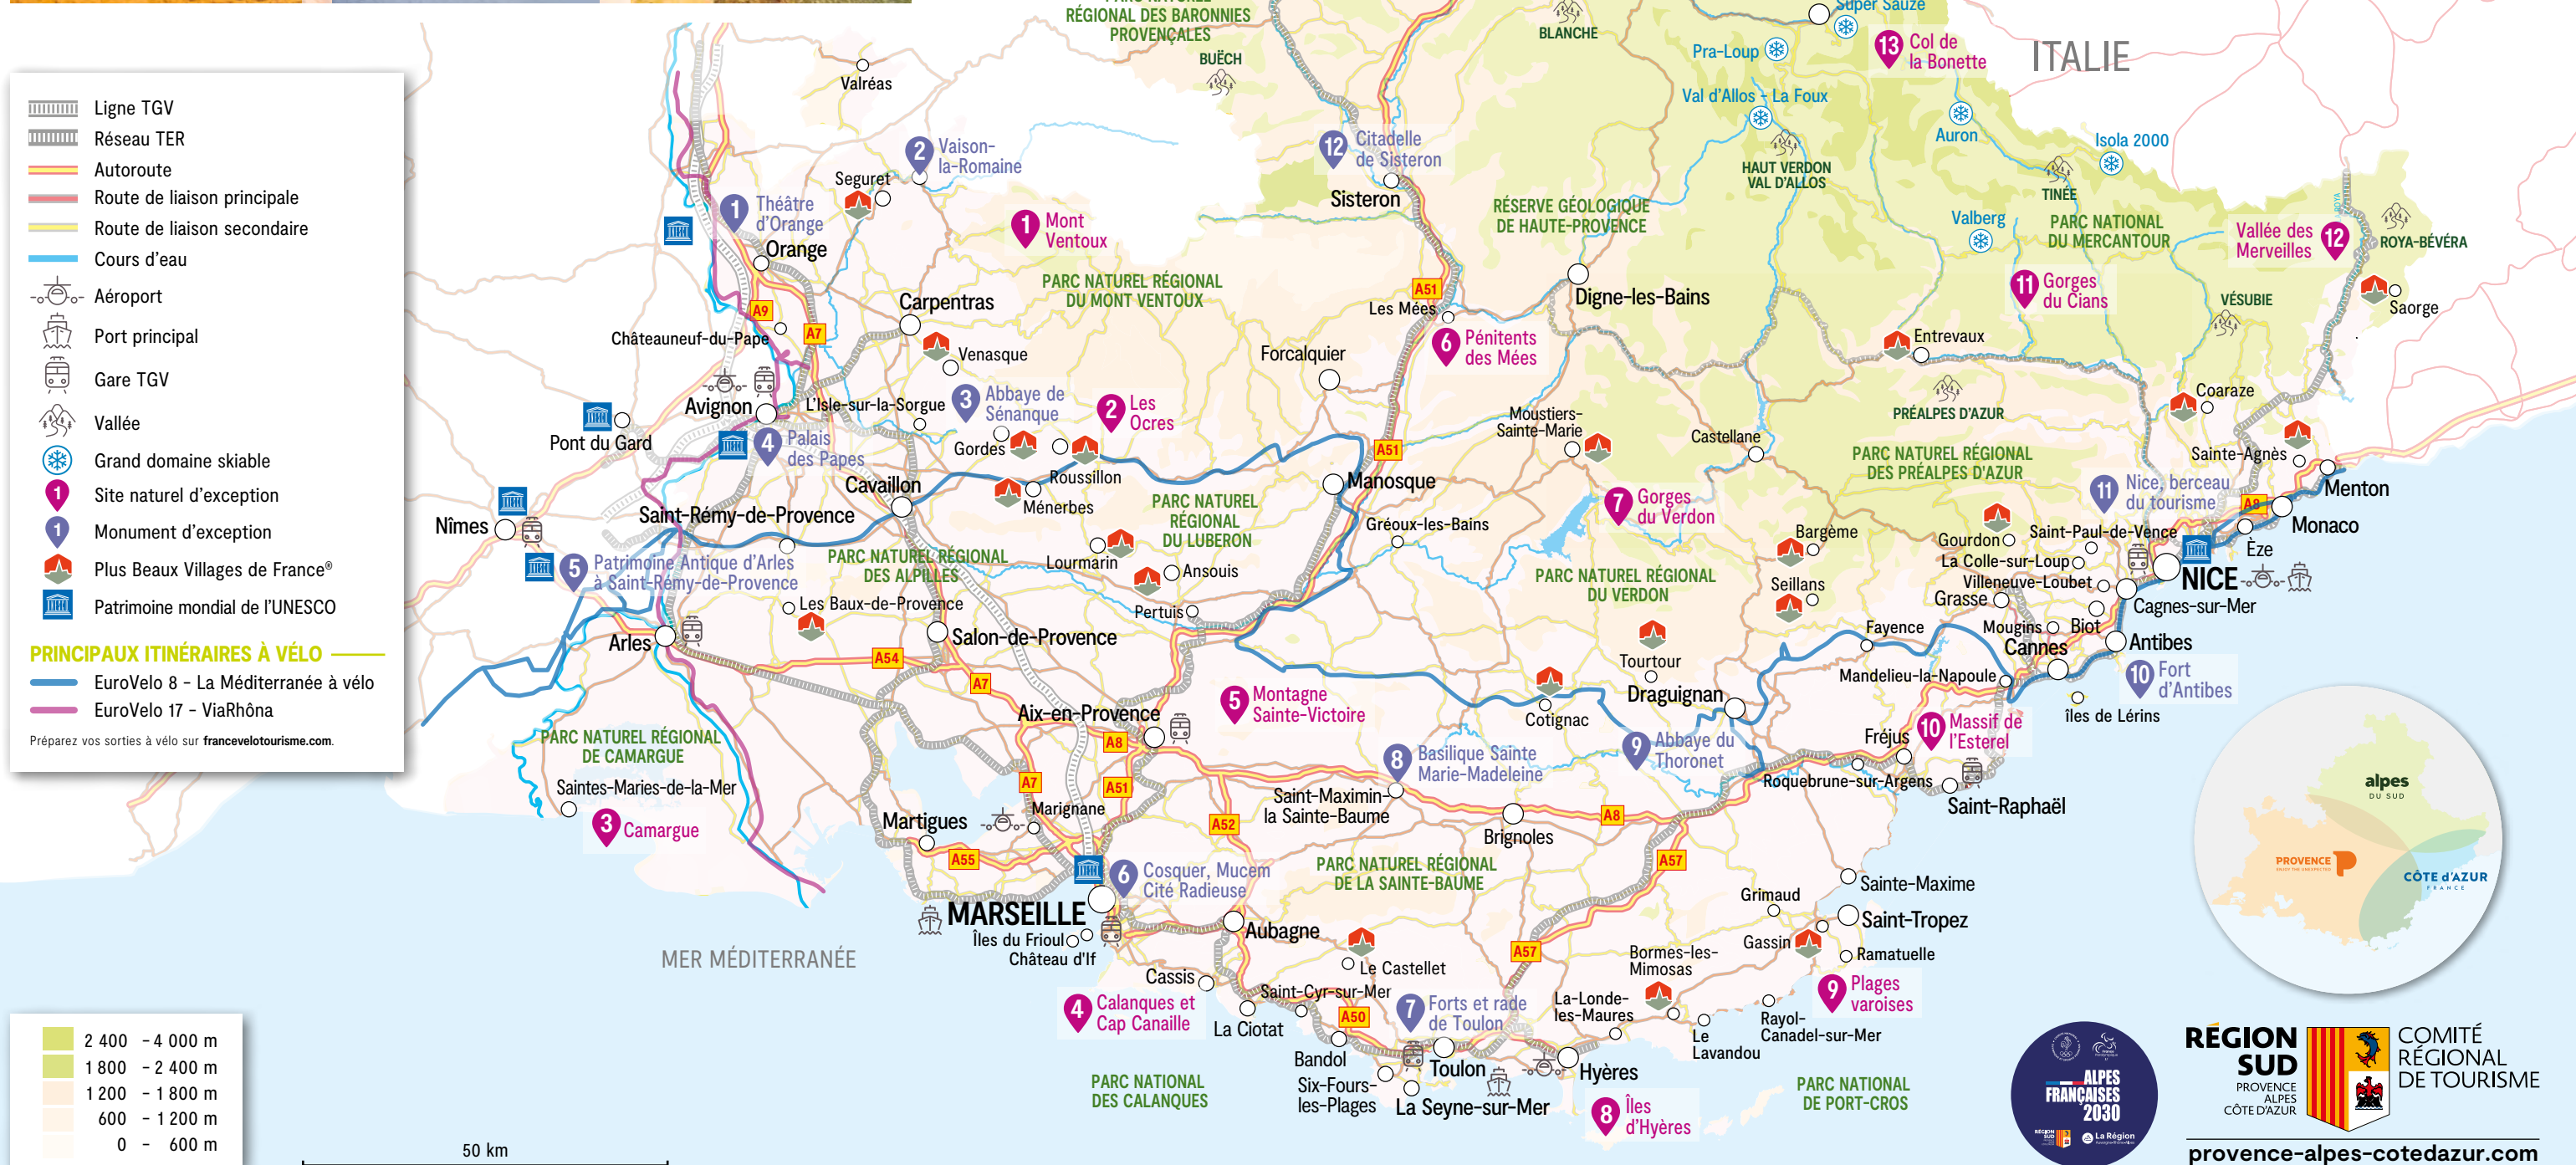 Ligne TGV
Réseau TER
Autoroute
Route de liaison principale
Route de liaison secondaire
Cours d'eau
Aéroport
Port principal
Gare TGV
Vallée
Grand domaine skiable
1 Site naturel d'exception
1 Monument d'exception
Plus Beaux Villages de France®
Patrimoine mondial de l'UNESCO
PRINCIPAUX ITINÉRAIRES À VÉLO
EuroVelo 8 - La Méditerranée à vélo
EuroVelo 17 - ViaRhôna
Préparez vos sorties à vélo sur francevelotourisme.com.
2 400 - 4 000 m
1 800 - 2 400 m
1 200 - 1 800 m
600 - 1 200 m
0 - 600 m
50 km
RÉGIONAL DES BARONNIES
PROVENÇALES
BUËCH
BLANCHE
Super Sauze
Pra-Loup
13 Col de
la Bonette
ITALIE
Valréas
Val d'Allos - La Foux
Auron
Isola 2000
2 Vaison-
la-Romaine
12 Citadelle
de Sisteron
Sisteron
HAUT VERDON
VAL D'ALLOS
TINÉE
Seguret
1 Théâtre
d'Orange
Orange
1 Mont
Ventoux
RÉSERVE GÉOLOGIQUE
DE HAUTE-PROVENCE
Valberg
PARC NATIONAL
DU MERCANTOUR
Vallée des
Merveilles 12
ROYA
ROYA-BÉVÉRA
PARC NATUREL RÉGIONAL
DU MONT VENTOUX
A51
Les Mées
Digne-les-Bains
11 Gorges
du Cians
VÉSUBIE
Saorge
Carpentras
A9
A7
Châteauneuf-du-Pape
Venasque
Forcalquier
6 Pénitents
des Mées
Entrevaux
Avignon
L'Isle-sur-la-Sorgue
3 Abbaye de
Sénanque
2 Les
Ocres
Coaraze
PRÉALPES D'AZUR
Pont du Gard
4 Palais
des Papes
Gordes
Roussillon
A51
Moustiers-
Sainte-Marie
Castellane
PARC NATUREL RÉGIONAL
DES PRÉALPES D'AZUR
Sainte-Agnès
Menton
Cavaillon
Ménerbes
Manosque
Nîmes
Saint-Rémy-de-Provence
PARC NATUREL
RÉGIONAL
DU LUBERON
Gréoux-les-Bains
7 Gorges
du Verdon
11 Nice, berceau
du tourisme
A8
Monaco
Èze
Bargème
Gourdon
Saint-Paul-de-Vence
La Colle-sur-Loup
5 Patrimoine Antique d'Arles
à Saint-Rémy-de-Provence
PARC NATUREL RÉGIONAL
DES ALPILLES
Lourmarin
Ansouis
PARC NATUREL RÉGIONAL
DU VERDON
Seillans
Villeneuve-Loubet
NICE
Grasse
Cagnes-sur-Mer
Les Baux-de-Provence
Pertuis
Arles
Salon-de-Provence
A54
A7
Fayence
Mougins
Biot
Antibes
Cannes
Tourtour
Mandelieu-la-Napoule
10 Fort
d'Antibes
Draguignan
Îles de Lérins
5 Montagne
Sainte-Victoire
Cotignac
Aix-en-Provence
A8
PARC NATUREL RÉGIONAL
DE CAMARGUE
8 Basilique Sainte
Marie-Madeleine
9 Abbaye du
Thoronet
Fréjus
10 Massif de
l'Esterel
Roquebrune-sur-Argens
Saint-Raphaël
Saintes-Maries-de-la-Mer
3 Camargue
A7
A51
Marignane
Martigues
A55
A52
Saint-Maximin-
la Sainte-Baume
Brignoles
A8
6 Cosquer, Mucem
Cité Radieuse
PARC NATUREL RÉGIONAL
DE LA SAINTE-BAUME
A57
Sainte-Maxime
Grimaud
MARSEILLE
Îles du Frioul
Château d'If
Aubagne
Saint-Tropez
Gassin
Ramatuelle
MER MÉDITERRANÉE
A57
Bormes-les-
Mimosas
Le Castellet
Cassis
Saint-Cyr-sur-Mer
La-Londe-
les-Maures
9 Plages
varoises
4 Calanques et
Cap Canaille
La Ciotat
A50
7 Forts et rade
de Toulon
Le
Lavandou
Rayol-
Canadel-sur-Mer
Bandol
Toulon
Hyères
Six-Fours-
les-Plages
La Seyne-sur-Mer
PARC NATIONAL
DES CALANQUES
8 Îles
d'Hyères
PARC NATIONAL
DE PORT-CROS
alpes
DU SUD
PROVENCE
ENJOY THE UNEXPECTED
CÔTE d'AZUR
FRANCE
ALPES
FRANÇAISES
2030
RÉGION
SUD
La Région
RÉGION
SUD
PROVENCE
ALPES
CÔTE D'AZUR
COMITÉ
RÉGIONAL
DE TOURISME
provence-alpes-cotedazur.com